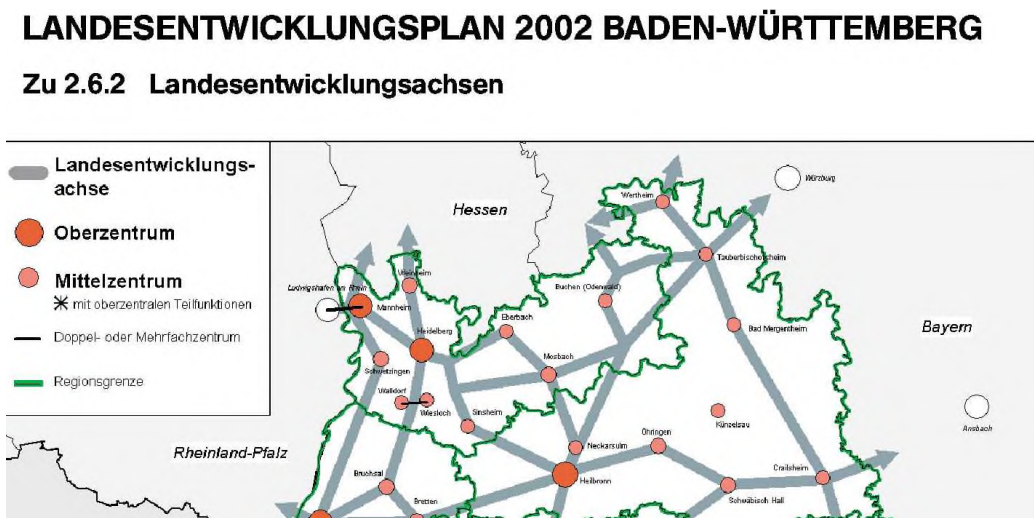 LANDESENTWICKLUNGSPLAN 2002 BADEN-WÜRTTEMBERG
Zu 2.6.2 Landesentwicklungsachsen
Landesentwicklungs-
achse
Oberzentrum
Mittelzentrum
mit oberzentralen Teilfunktionen
Doppel- oder Mehrfachzentrum
Regionsgrenze
Hessen
Würzburg
Wertheim
Tauberbischofsheim
Weinheim
Ludwigshafen am Rhein
Mannheim
Buchen (Odenwald)
Eberbach
Heidelberg
Bad Mergentheim
Bayern
Mosbach
Schwetzingen
Walldorf
Wiesloch
Sinsheim
Künzelsau
Ansbach
Öhringen
Neckarsulm
Rheinland-Pfalz
Bruchsal
Heilbronn
Crailsheim
Schwäbisch Hall
Bretten